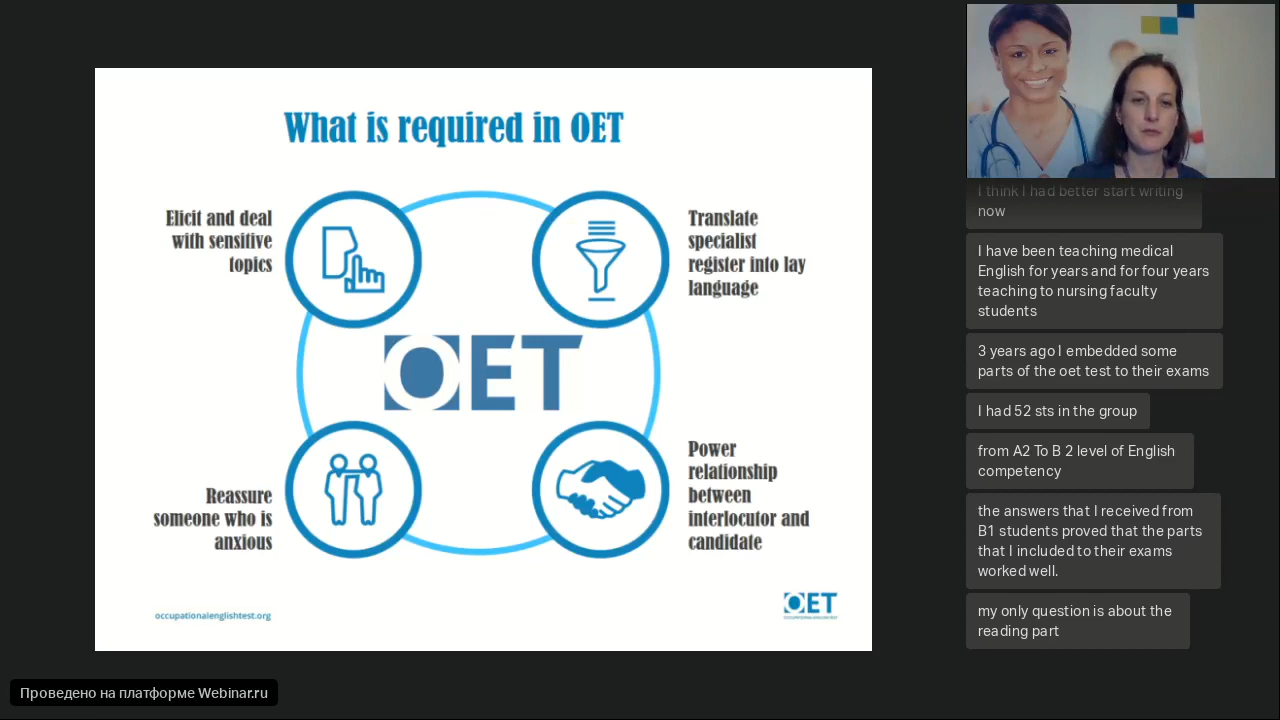 What is required in OET
Elicit and deal
with sensitive
topics
Translate
specialist
register into lay
language
OET
Reassure
someone who is
anxious
Power
relationship
between
interlocutor and
candidate
occupationalenglishtest.org
OET
OCCUPATIONAL ENGLISH TEST
I think I had better start writing
now
I have been teaching medical
English for years and for four years
teaching to nursing faculty
students
3 years ago I embedded some
parts of the oet test to their exams
I had 52 sts in the group
from A2 To B 2 level of English
competency
the answers that I received from
B1 students proved that the parts
that I included to their exams
worked well.
my only question is about the
reading part
Проведено на платформе Webinar.ru